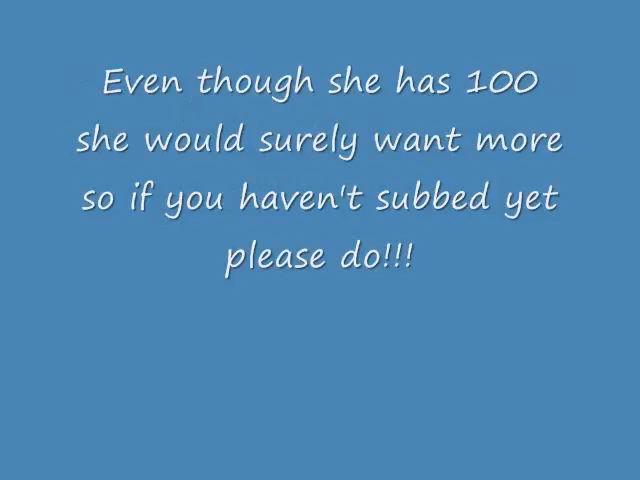 Even though she has 100
she would surely want more
so if you haven't subbed yet
please do!!!